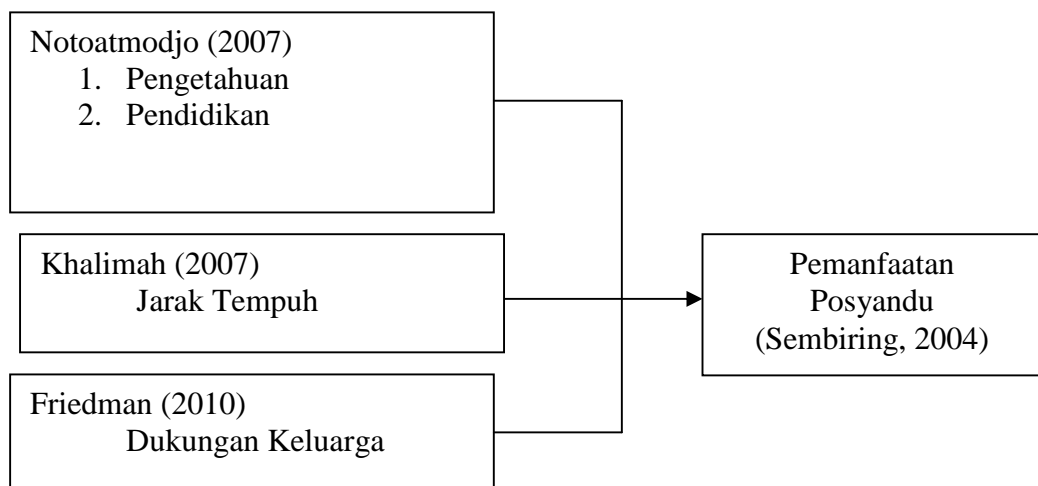 Notoatmodjo (2007)
1. Pengetahuan
2. Pendidikan
Khalimah (2007)
Jarak Tempuh
Friedman (2010)
Dukungan Keluarga
Pemanfaatan
Posyandu
(Sembiring, 2004)